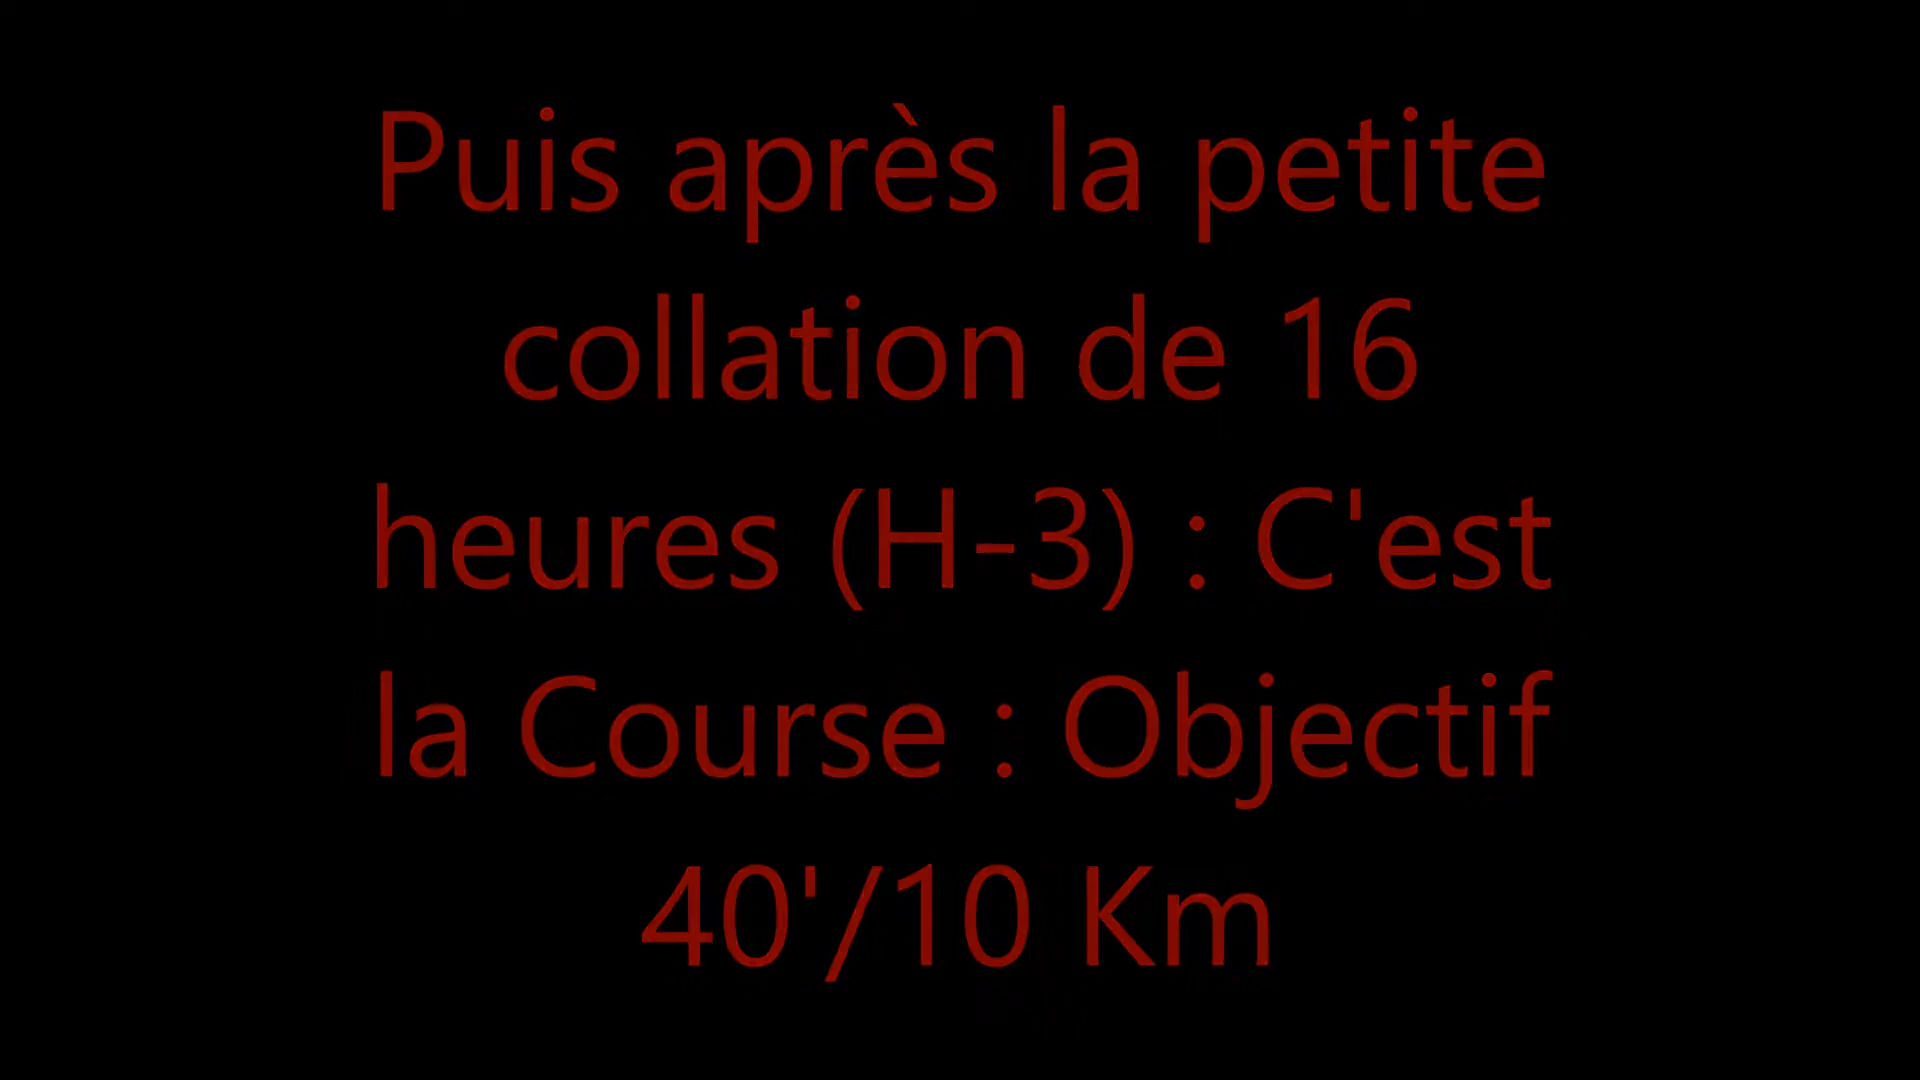 Puis après la petite
collation de 16
heures (H-3) : C'est
la Course : Objectif
40'/10 Km